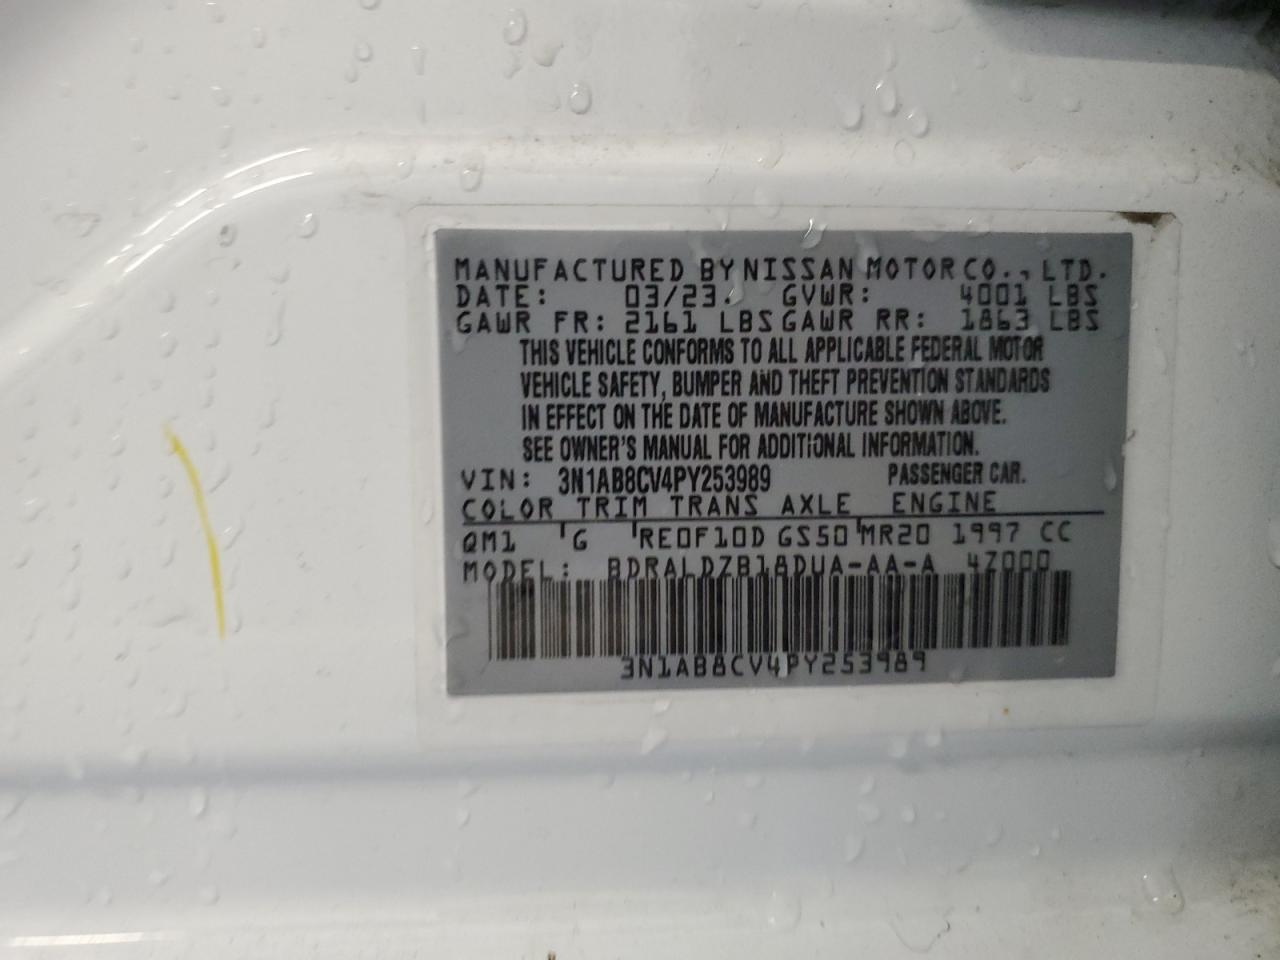 MANUFACTURED BY NISSAN MOTOR CO., LTD.
DATE: 03/23. GVWR: 4001 LBS
GAWR FR: 2161 LBS GAWR RR: 1863 LBS
THIS VEHICLE CONFORMS TO ALL APPLICABLE FEDERAL MOTOR
VEHICLE SAFETY, BUMPER AND THEFT PREVENTION STANDARDS
IN EFFECT ON THE DATE OF MANUFACTURE SHOWN ABOVE.
SEE OWNER'S MANUAL FOR ADDITIONAL INFORMATION.
VIN: 3N1AB8CV4PY253989 PASSENGER CAR.
COLOR TRIM TRANS AXLE ENGINE
QM1 G RE0F10D GS50 MR20 1997 CC
MODEL: BDRALDZB18DUA-AA-A 4Z000
3N1AB8CV4PY253989